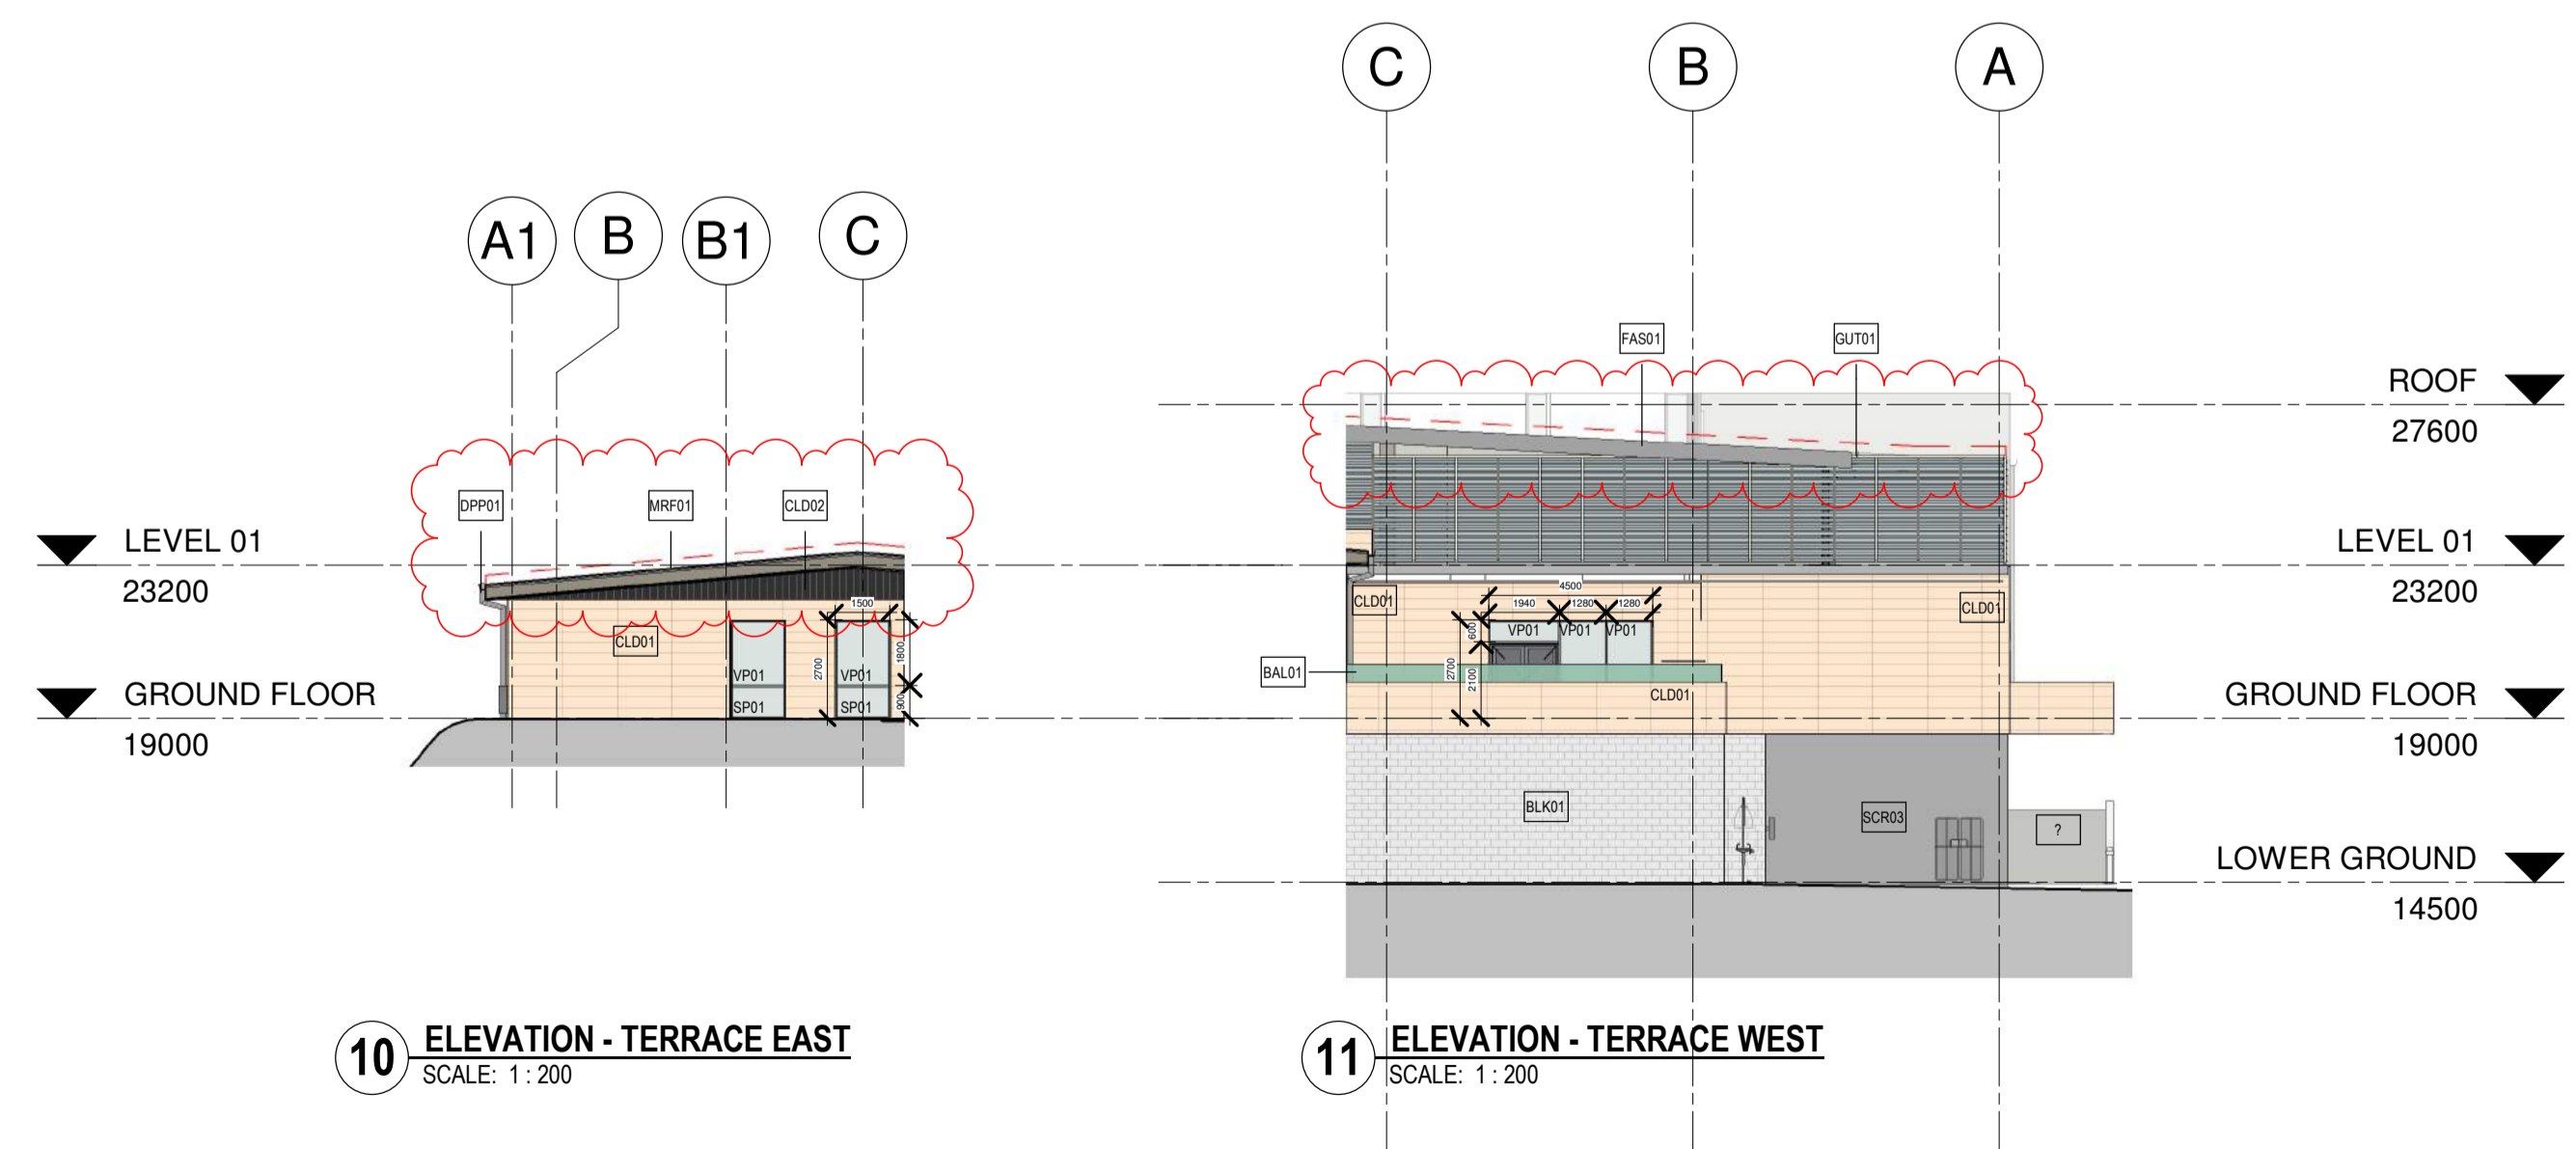 C B A
A1 B B1 C
FAS01 GUT01
ROOF
27600
DPP01 MRF01 CLD02
LEVEL 01
23200
LEVEL 01
23200
1500
CLD01
2700
1800
900
VP01 VP01
SP01 SP01
4500
1940 1280 1280
CLD01 CLD01
600
VP01 VP01 VP01
2700
2100
BAL01
CLD01
GROUND FLOOR
19000
GROUND FLOOR
19000
BLK01
SCR03
?
LOWER GROUND
14500
10 ELEVATION - TERRACE EAST
SCALE: 1 : 200
11 ELEVATION - TERRACE WEST
SCALE: 1 : 200